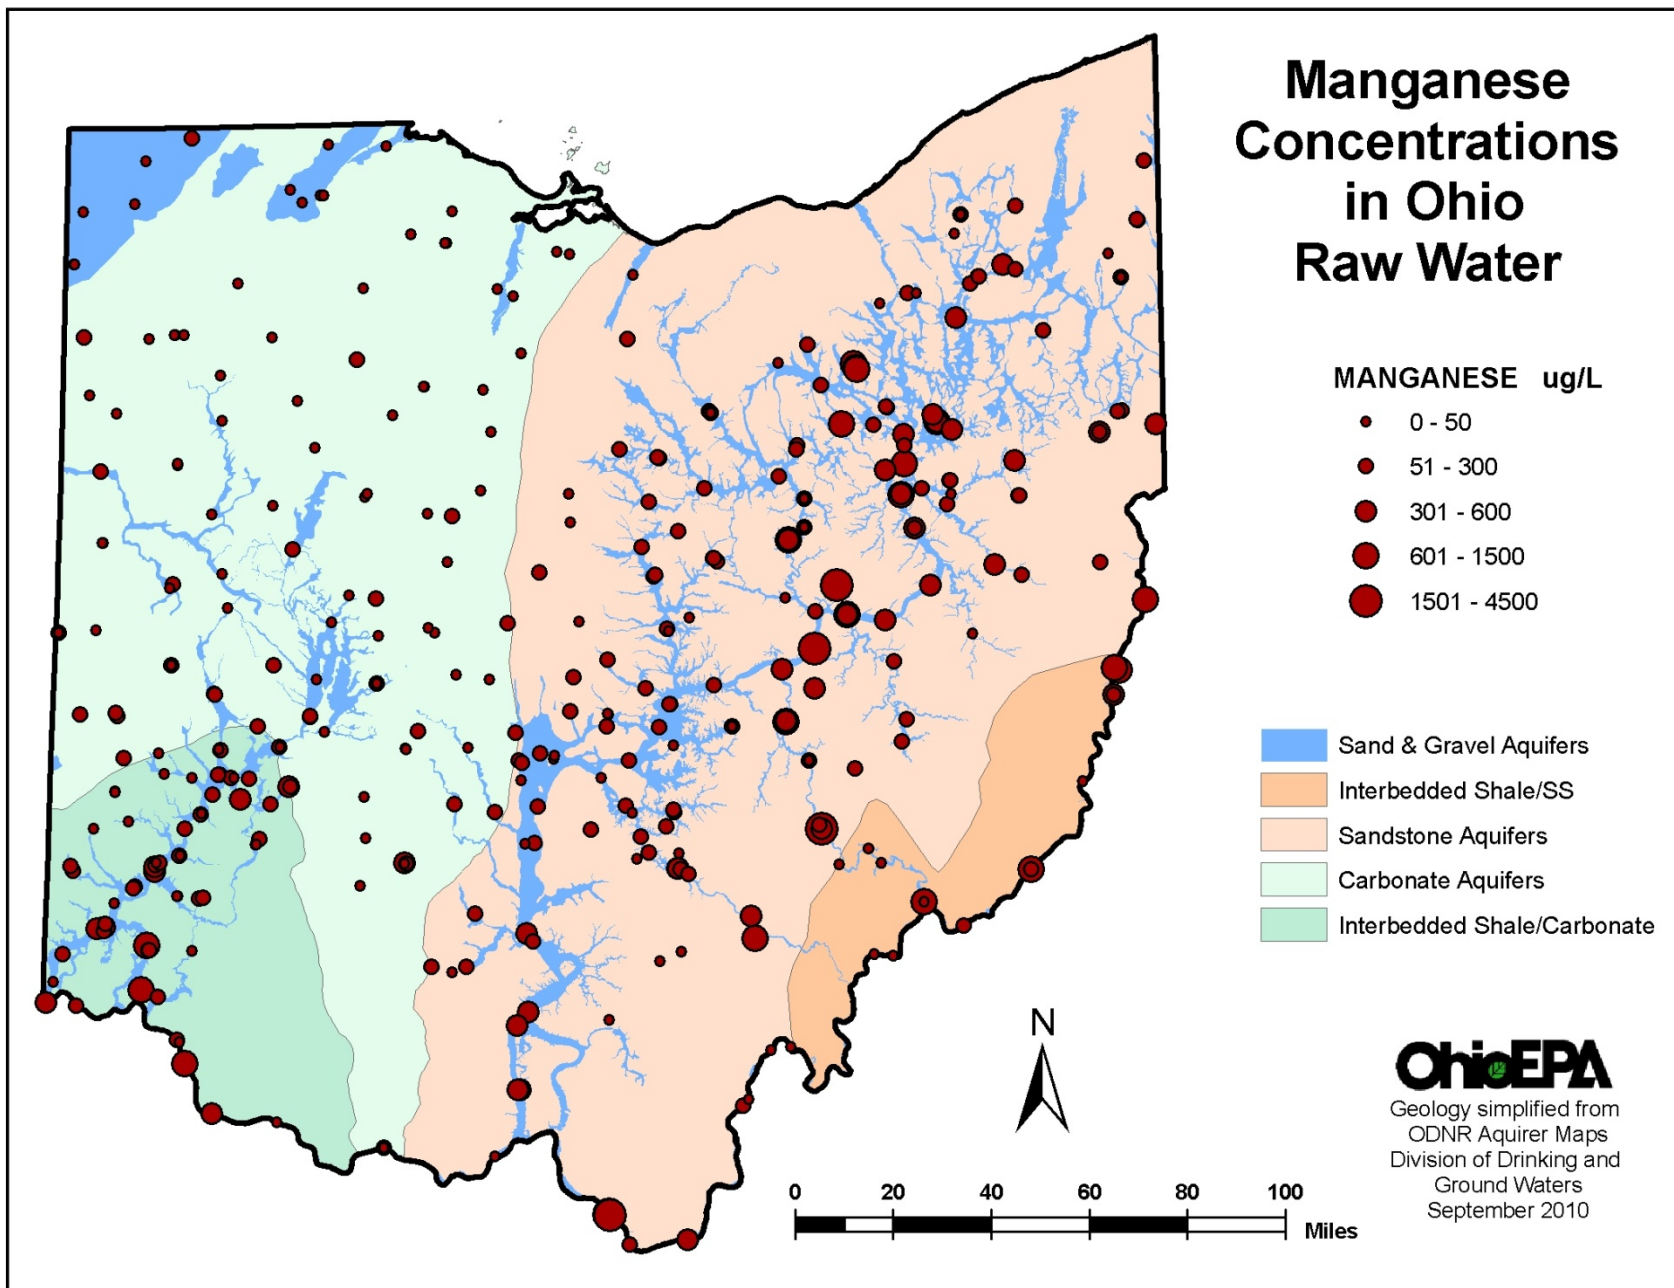 Manganese
Concentrations
in Ohio
Raw Water
MANGANESE ug/L
0 - 50
51 - 300
301 - 600
601 - 1500
1501 - 4500
Sand & Gravel Aquifers
Interbedded Shale/SS
Sandstone Aquifers
Carbonate Aquifers
Interbedded Shale/Carbonate
N
OhioEPA
Geology simplified from
ODNR Aquirer Maps
Division of Drinking and
Ground Waters
September 2010
0 20 40 60 80 100
Miles